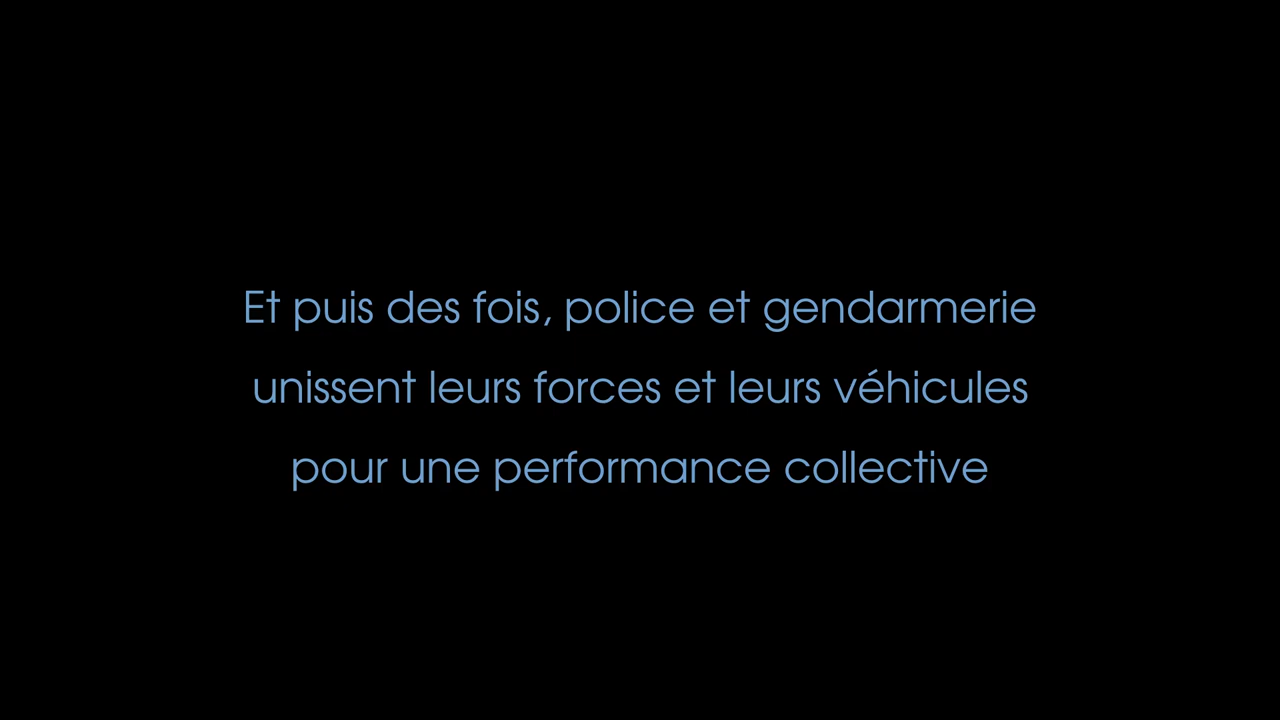 Et puis des fois, police et gendarmerie
unissent leurs forces et leurs véhicules
pour une performance collective